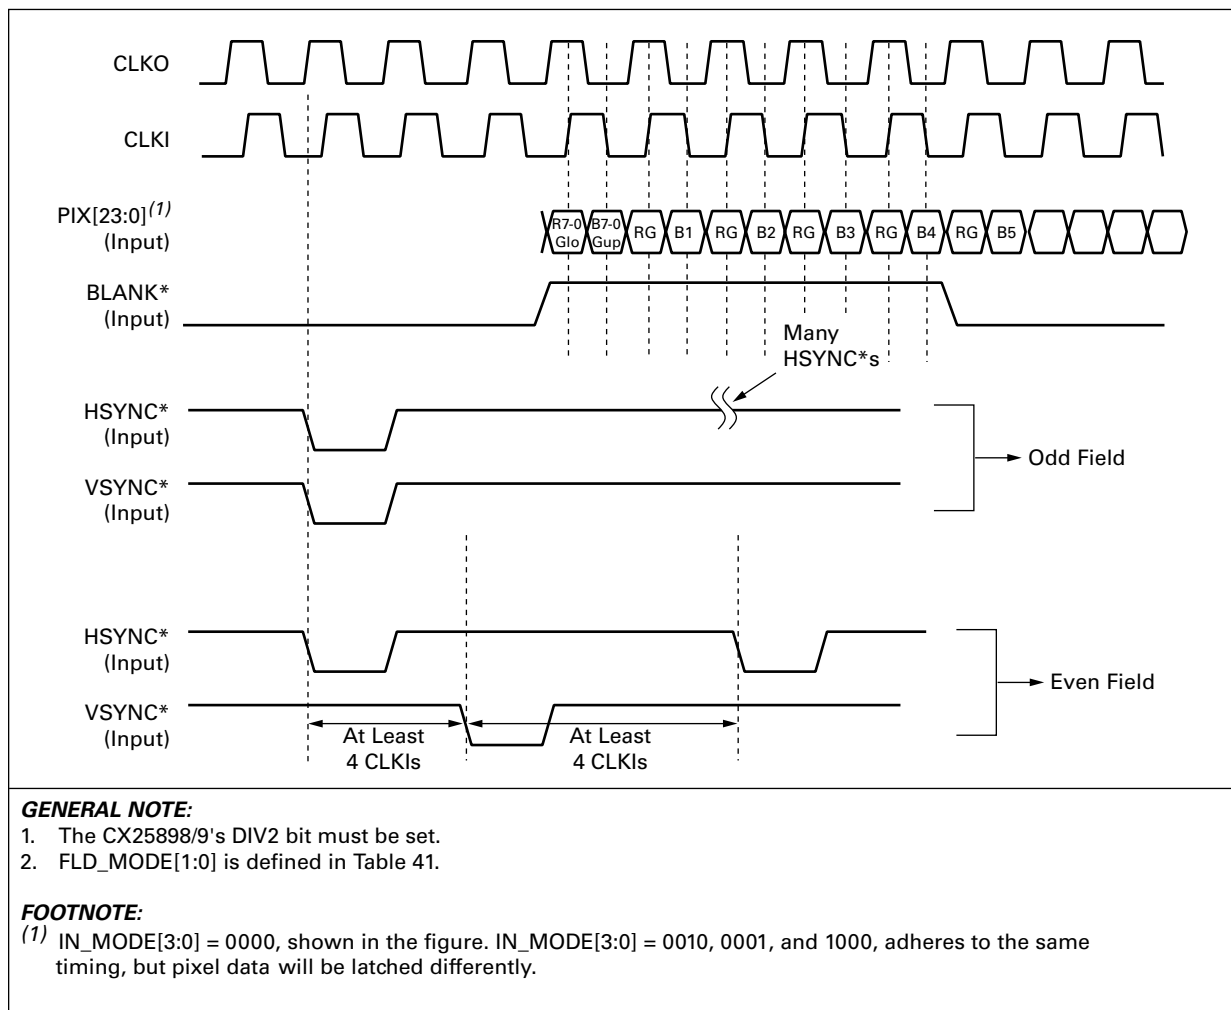 CLKO
CLKI
PIX[23:0](1)
(Input)
R7-0
Glo
B7-0
Gup
RG
B1
RG
B2
RG
B3
RG
B4
RG
B5
BLANK*
(Input)
Many
HSYNC*s
HSYNC*
(Input)
Odd Field
VSYNC*
(Input)
HSYNC*
(Input)
Even Field
VSYNC*
(Input)
At Least
4 CLKIs
At Least
4 CLKIs
GENERAL NOTE:
1. The CX25898/9's DIV2 bit must be set.
2. FLD_MODE[1:0] is defined in Table 41.
FOOTNOTE:
(1) IN_MODE[3:0] = 0000, shown in the figure. IN_MODE[3:0] = 0010, 0001, and 1000, adheres to the same
timing, but pixel data will be latched differently.